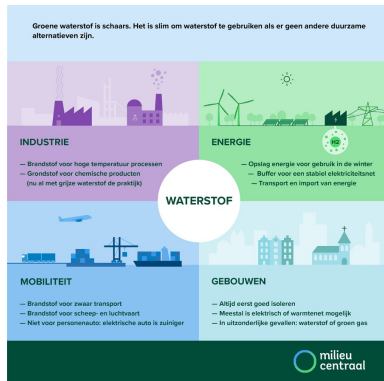 Groene waterstof is schaars. Het is slim om waterstof te gebruiken als er geen andere duurzame
alternatieven zijn.
INDUSTRIE
— Brandstof voor hoge temperatuur processen
— Grondstof voor chemische producten
(nu al met grijze waterstof de praktijk)
ENERGIE
H2
— Opslag energie voor gebruik in de winter
— Buffer voor een stabiel elektriciteitsnet
— Transport en import van energie
WATERSTOF
MOBILITEIT
— Brandstof voor zwaar transport
— Brandstof voor scheep- en luchtvaart
— Niet voor personenauto: elektrische auto is zuiniger
GEBOUWEN
— Altijd eerst goed isoleren
— Meestal is elektrisch of warmtenet mogelijk
— In uitzonderlijke gevallen: waterstof of groen gas
milieu
centraal